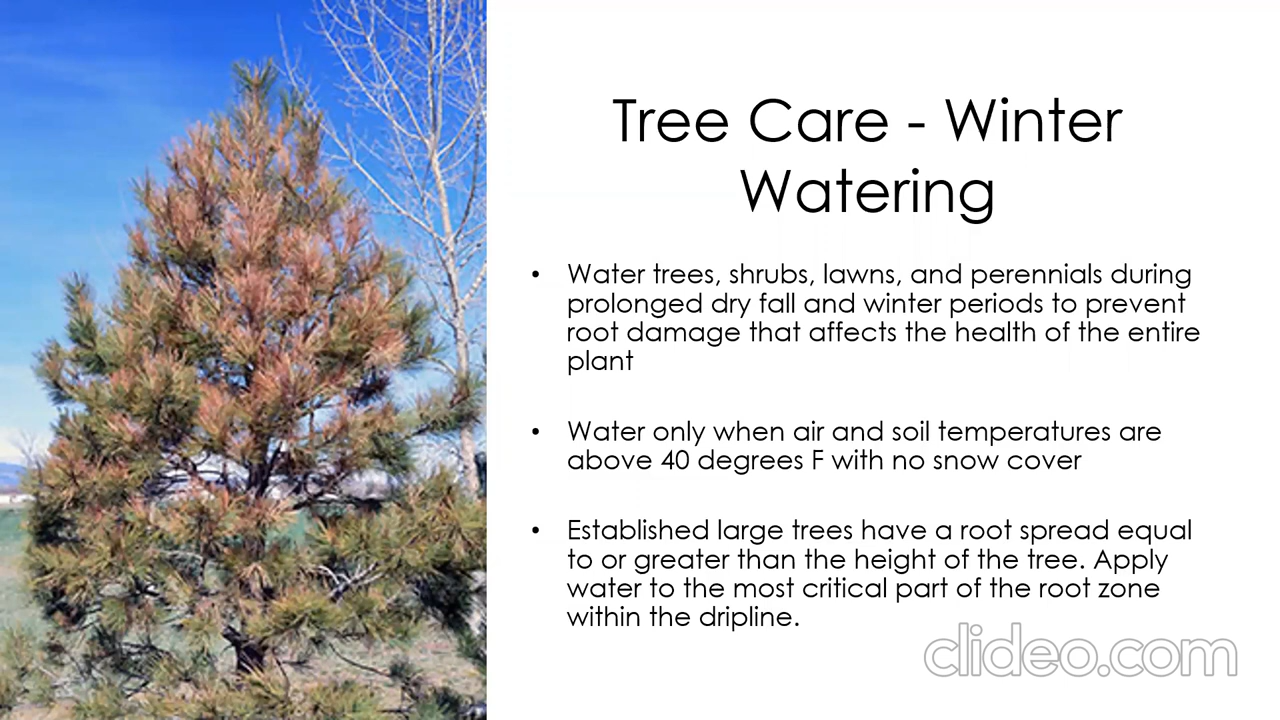 Tree Care - Winter
Watering
• Water trees, shrubs, lawns, and perennials during
prolonged dry fall and winter periods to prevent
root damage that affects the health of the entire
plant
• Water only when air and soil temperatures are
above 40 degrees F with no snow cover
• Established large trees have a root spread equal
to or greater than the height of the tree. Apply
water to the most critical part of the root zone
within the dripline.
clideo.com